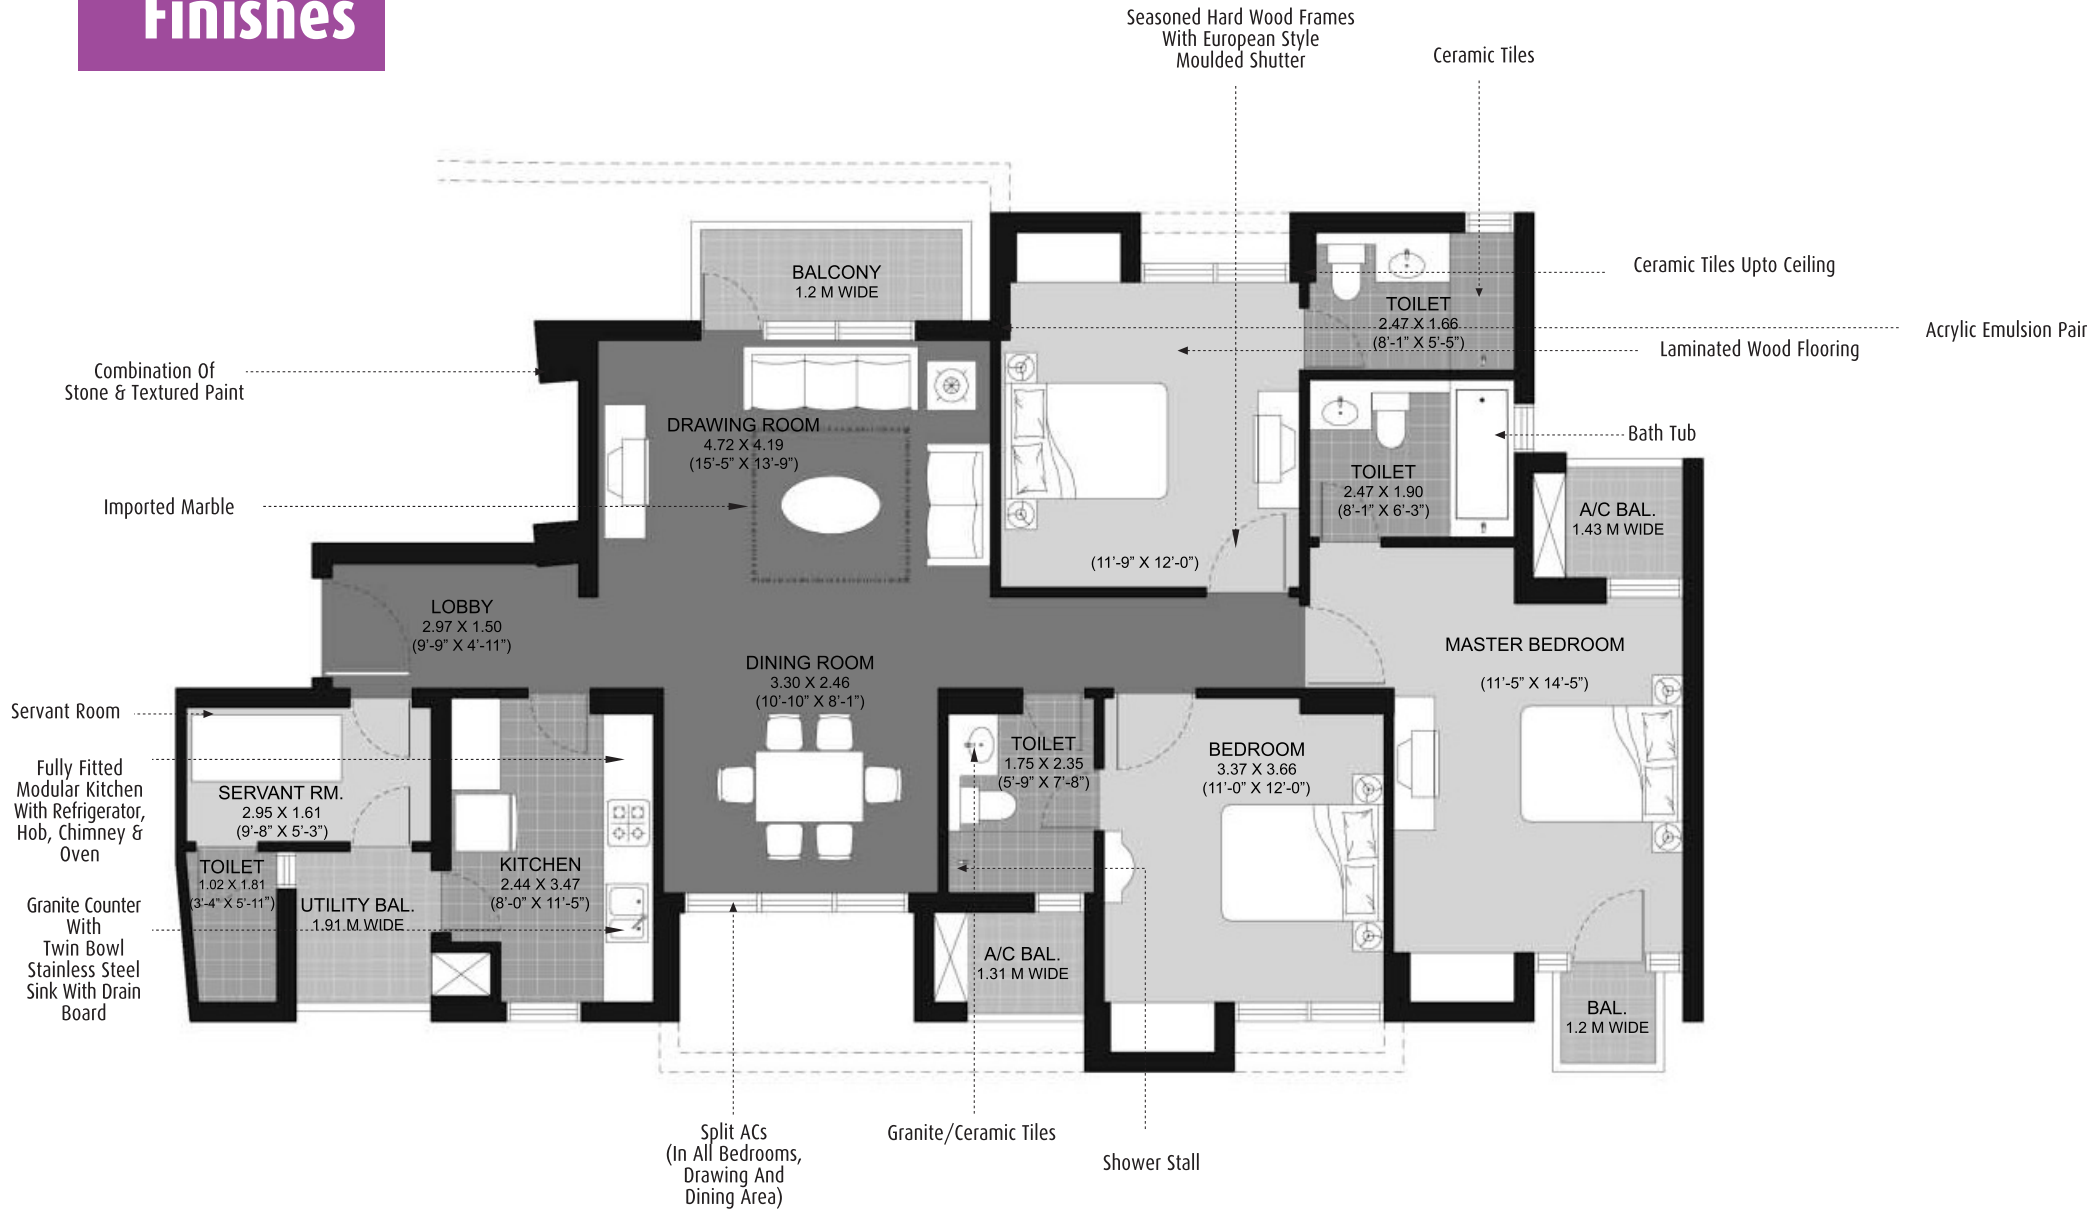 Finishes
Seasoned Hard Wood Frames
With European Style
Moulded Shutter
Ceramic Tiles
Ceramic Tiles Upto Ceiling
Acrylic Emulsion Pair
Laminated Wood Flooring
Bath Tub
Combination Of
Stone & Textured Paint
Imported Marble
Servant Room
Fully Fitted
Modular Kitchen
With Refrigerator,
Hob, Chimney &
Oven
Granite Counter
With
Twin Bowl
Stainless Steel
Sink With Drain
Board
Split ACs
(In All Bedrooms,
Drawing And
Dining Area)
Granite/Ceramic Tiles
Shower Stall
BALCONY
1.2 M WIDE
TOILET
2.47 X 1.66
(8'-1" X 5'-5")
DRAWING ROOM
4.72 X 4.19
(15'-5" X 13'-9")
TOILET
2.47 X 1.90
(8'-1" X 6'-3")
A/C BAL.
1.43 M WIDE
(11'-9" X 12'-0")
LOBBY
2.97 X 1.50
(9'-9" X 4'-11")
DINING ROOM
3.30 X 2.46
(10'-10" X 8'-1")
MASTER BEDROOM
(11'-5" X 14'-5")
TOILET
1.75 X 2.35
(5'-9" X 7'-8")
BEDROOM
3.37 X 3.66
(11'-0" X 12'-0")
SERVANT RM.
2.95 X 1.61
(9'-8" X 5'-3")
TOILET
1.02 X 1.81
(3'-4" X 5'-11")
UTILITY BAL.
1.91 M WIDE
KITCHEN
2.44 X 3.47
(8'-0" X 11'-5")
A/C BAL.
1.31 M WIDE
BAL.
1.2 M WIDE